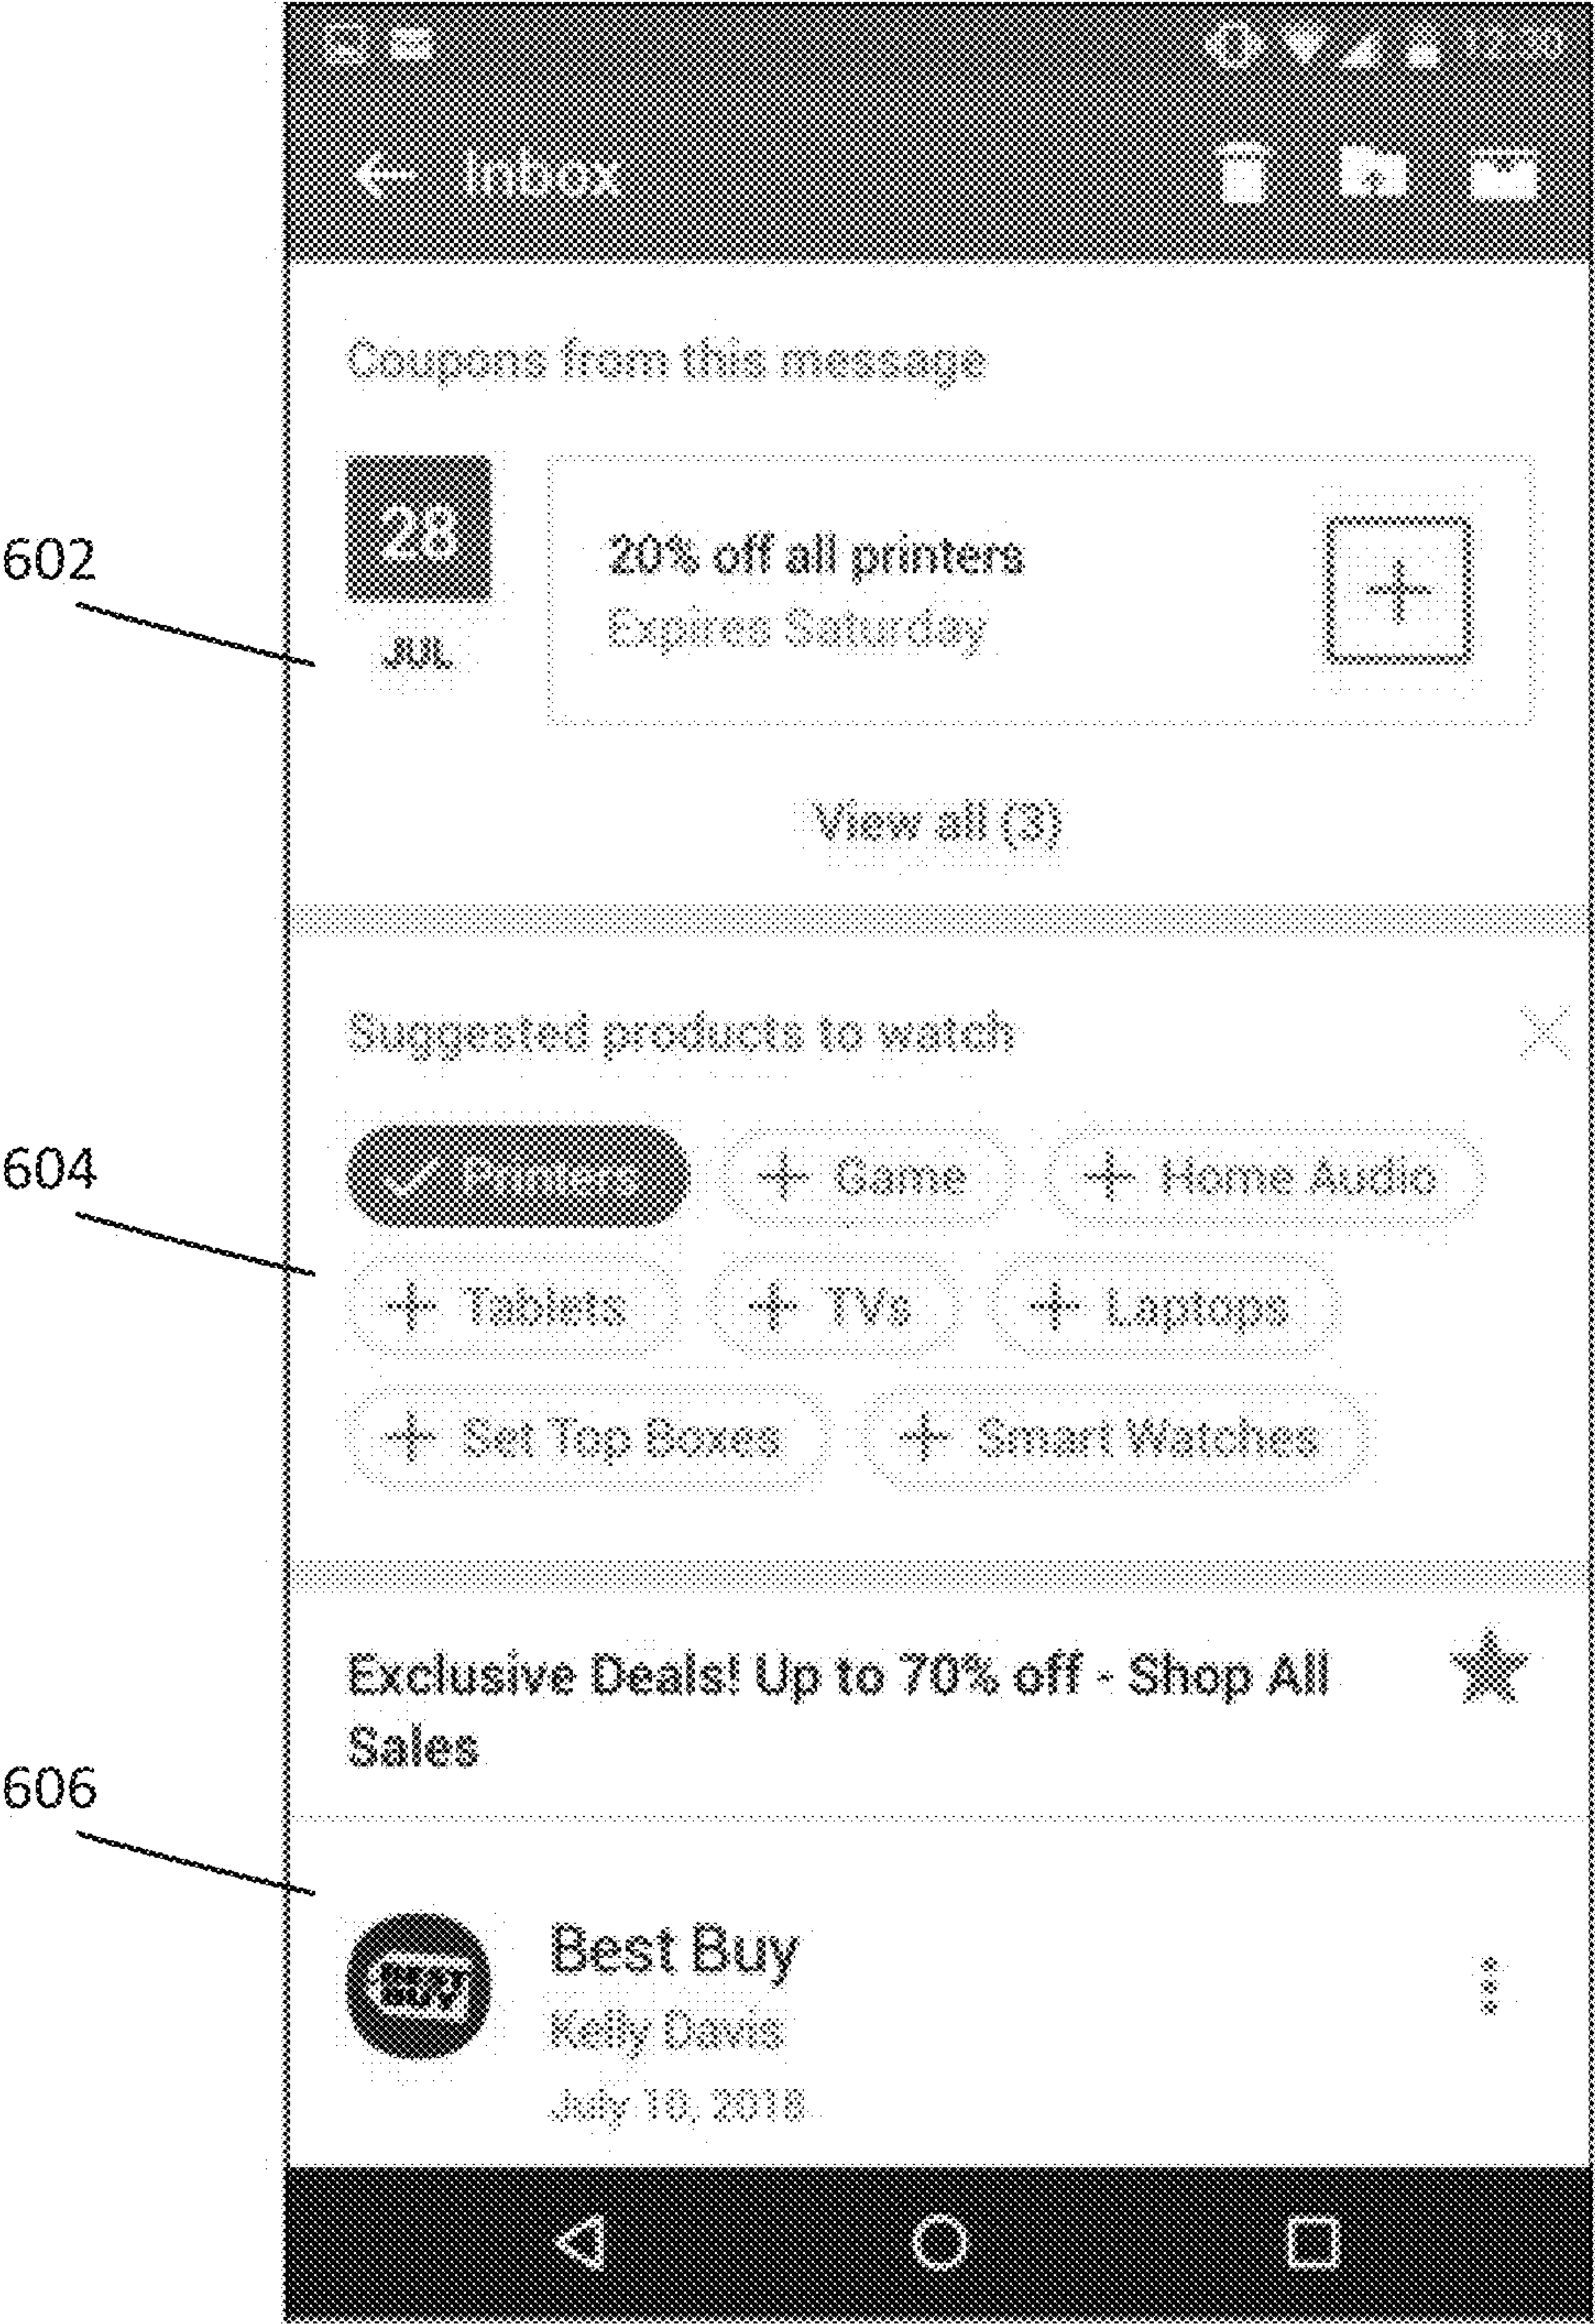 Inbox
Coupons from this message
28
JUL
20% off all printers
Expires Saturday
View all (3)
602
Suggested products to watch
Printers
Game
Home Audio
Tablets
TVs
Laptops
Set Top Boxes
Smart Watches
604
Exclusive Deals! Up to 70% off - Shop All
Sales
606
BEST
BUY
Best Buy
Kelly Davis
July 10, 2018